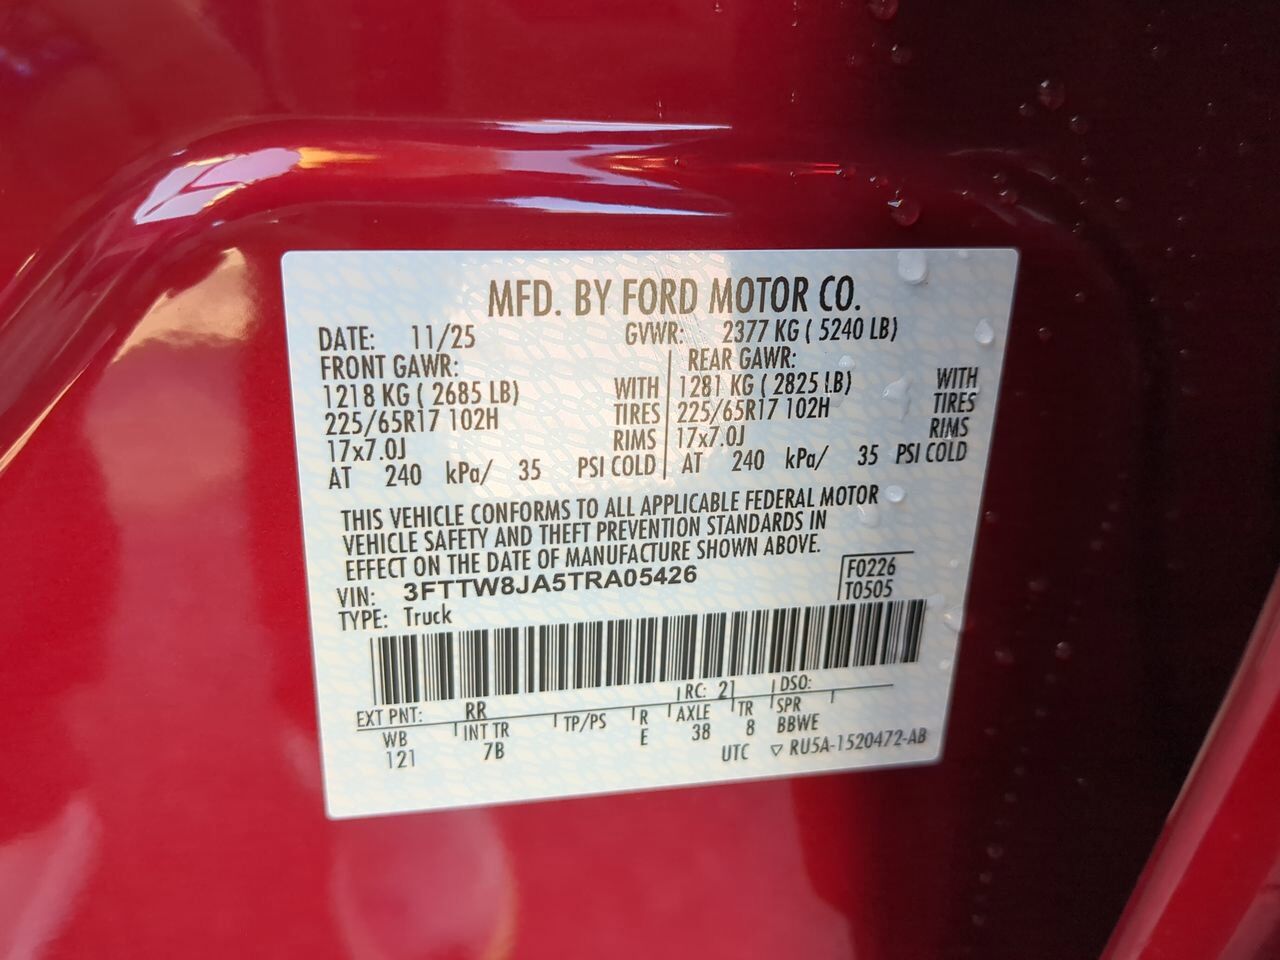 MFD. BY FORD MOTOR CO.
DATE: 11/25 GVWR: 2377 KG ( 5240 LB)
FRONT GAWR: REAR GAWR:
1218 KG ( 2685 LB) WITH 1281 KG ( 2825 LB) WITH
225/65R17 102H TIRES 225/65R17 102H TIRES
17x7.0J RIMS 17x7.0J RIMS
AT 240 kPa/ 35 PSI COLD AT 240 kPa/ 35 PSI COLD
THIS VEHICLE CONFORMS TO ALL APPLICABLE FEDERAL MOTOR
VEHICLE SAFETY AND THEFT PREVENTION STANDARDS IN
EFFECT ON THE DATE OF MANUFACTURE SHOWN ABOVE.
VIN: 3FTTW8JA5TRA05426 F0226
TYPE: Truck T0505
EXT PNT: RR RC: 21 DSO:
WB INT TR TP/PS R AXLE TR SPR
121 7B E 38 8 BBWE
UTC ▽ RU5A-1520472-AB